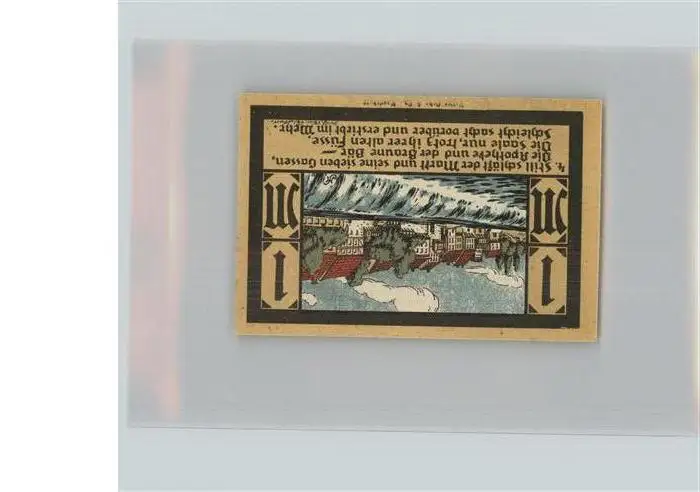 1 1
M M
4. Still schläft der Markt und seine sieben Gassen,
Die Apotheke und der Braune Bär —
Die Saale nur, trotz ihrer alten Füsse.
Schleicht sacht vorüber und erstirbt im Wehr.